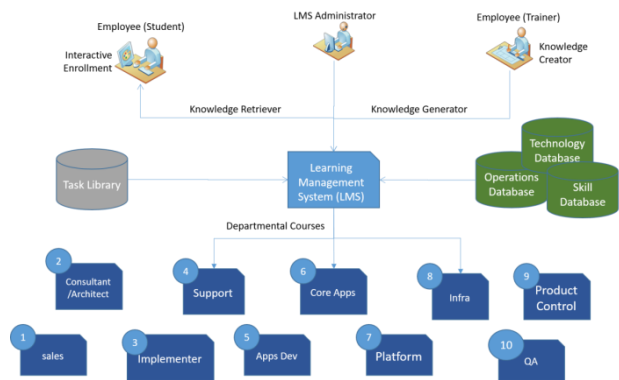 Employee (Student)
LMS Administrator
Employee (Trainer)
Interactive
Enrollment
Knowledge
Creator
Knowledge Retriever
Knowledge Generator
Technology
Database
Task Library
Learning
Management
System (LMS)
Operations
Database
Skill
Database
Departmental Courses
2
Consultant
/Architect
4
Support
6
Core Apps
8
Infra
9
Product
Control
1
sales
3
Implementer
5
Apps Dev
7
Platform
10
QA